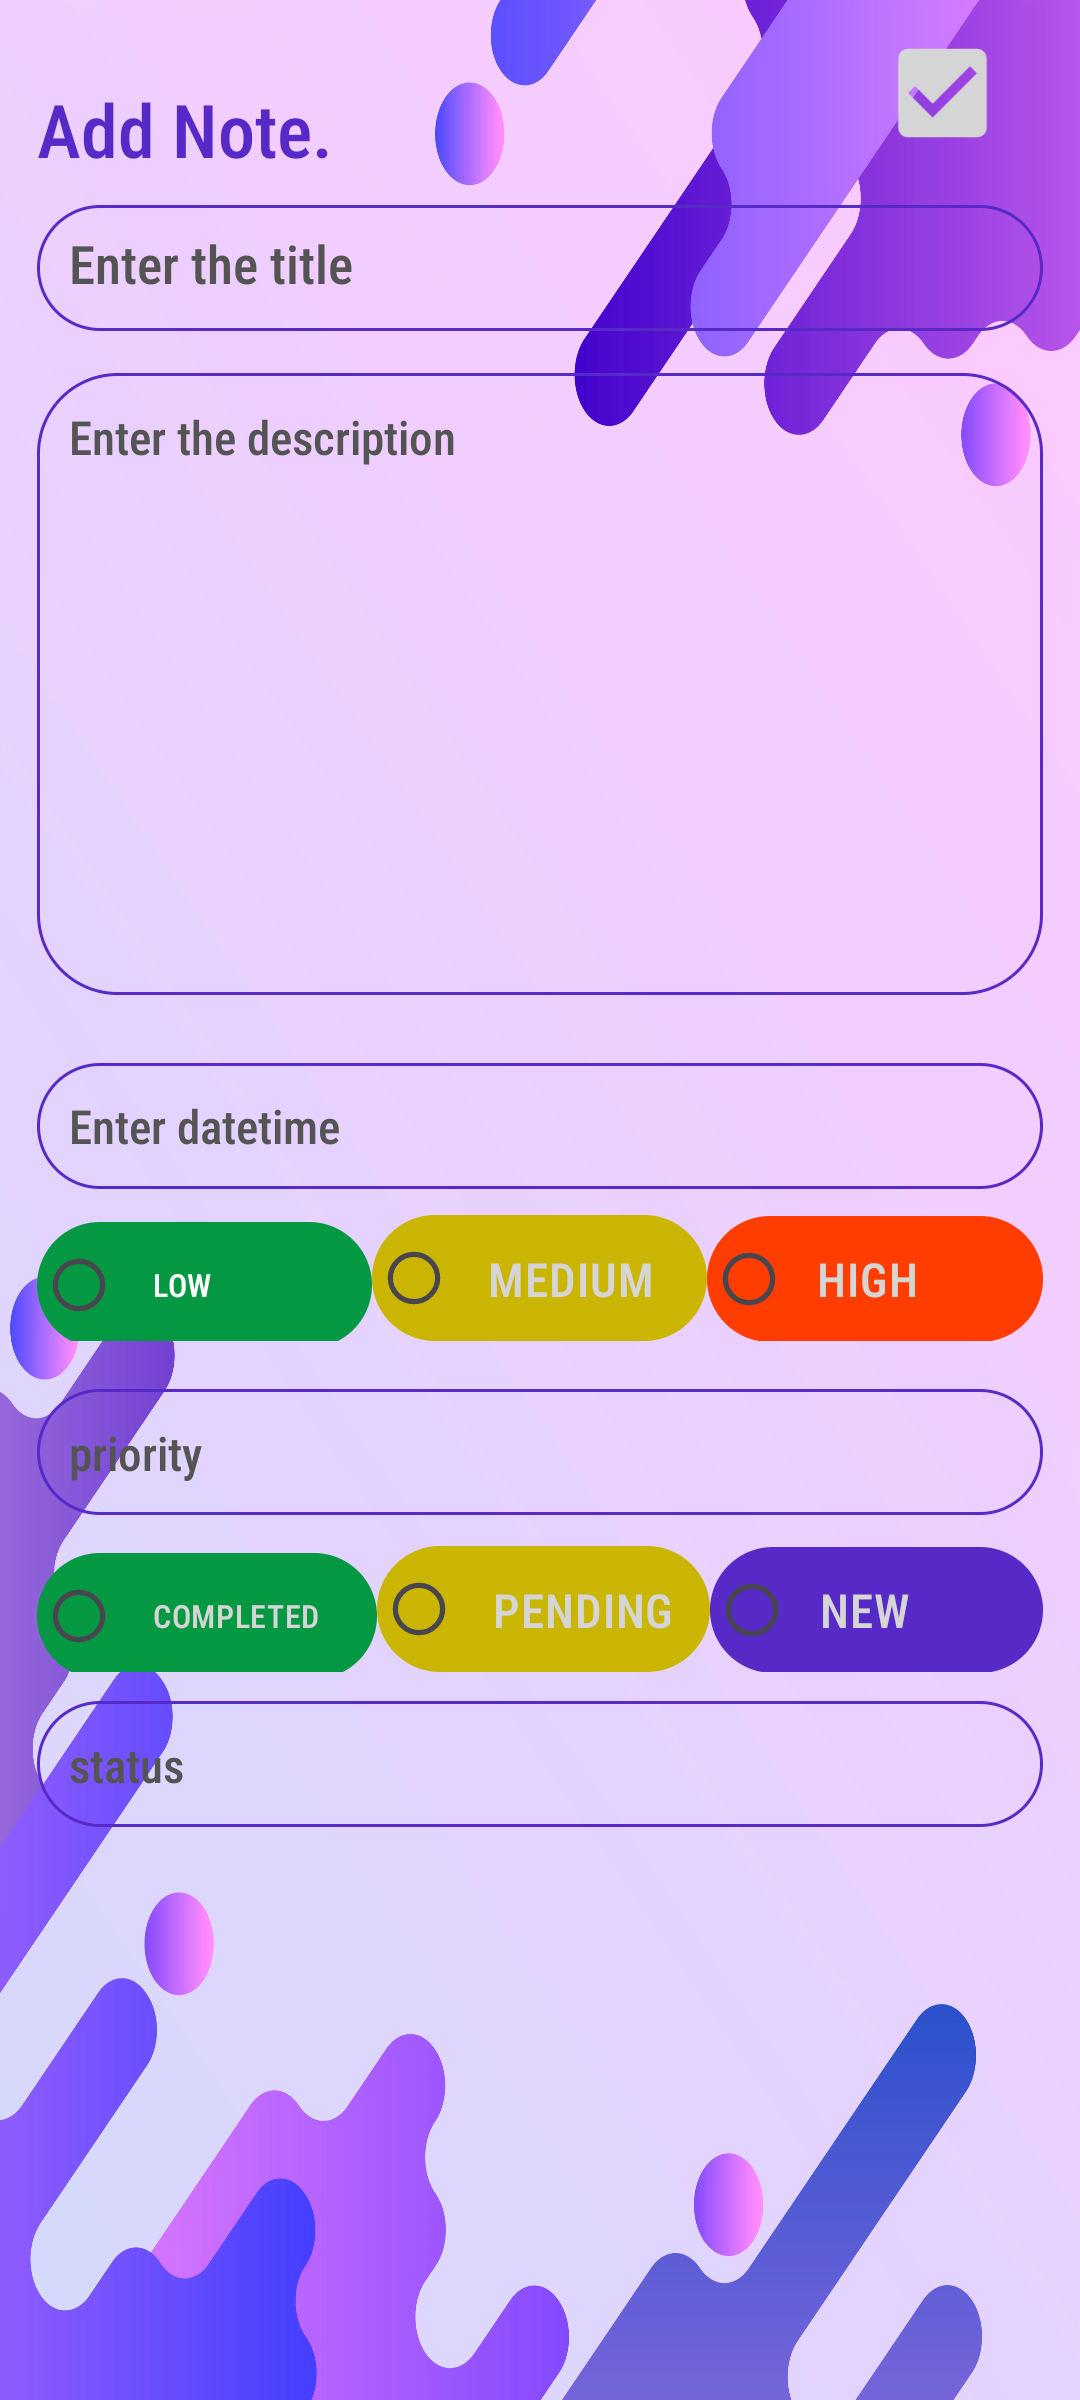 Add Note.
Enter the title
Enter the description
Enter datetime
LOW MEDIUM HIGH
priority
COMPLETED PENDING NEW
status